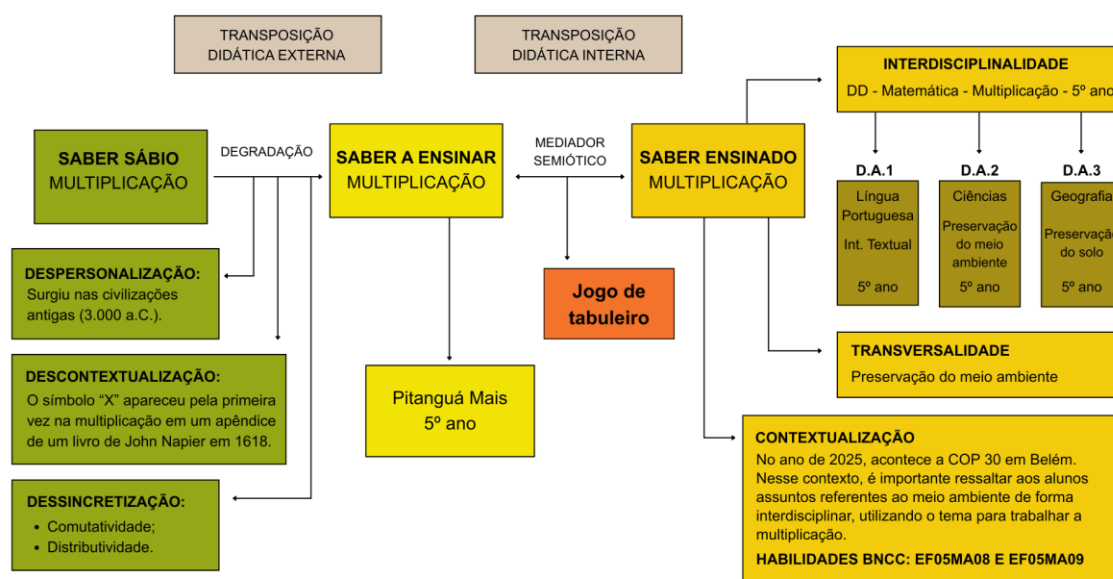 TRANSPOSIÇÃO
DIDÁTICA EXTERNA
TRANSPOSIÇÃO
DIDÁTICA INTERNA
SABER SÁBIO
MULTIPLICAÇÃO
DEGRADAÇÃO
SABER A ENSINAR
MULTIPLICAÇÃO
MEDIADOR
SEMIÓTICO
SABER ENSINADO
MULTIPLICAÇÃO
INTERDISCIPLINALIDADE
DD - Matemática - Multiplicação - 5º ano
D.A.1
Língua
Portuguesa
Int. Textual
5º ano
D.A.2
Ciências
Preservação
do meio
ambiente
5º ano
D.A.3
Geografia
Preservação
do solo
5º ano
DESPERSONALIZAÇÃO:
Surgiu nas civilizações
antigas (3.000 a.C.).
DESCONTEXTUALIZAÇÃO:
O símbolo “X” apareceu pela primeira
vez na multiplicação em um apêndice
de um livro de John Napier em 1618.
DESSINCRETIZAÇÃO:
• Comutatividade;
• Distributividade.
Pitanguá Mais
5º ano
Jogo de
tabuleiro
TRANSVERSALIDADE
Preservação do meio ambiente
CONTEXTUALIZAÇÃO
No ano de 2025, acontece a COP 30 em Belém.
Nesse contexto, é importante ressaltar aos alunos
assuntos referentes ao meio ambiente de forma
interdisciplinar, utilizando o tema para trabalhar a
multiplicação.
HABILIDADES BNCC: EF05MA08 E EF05MA09